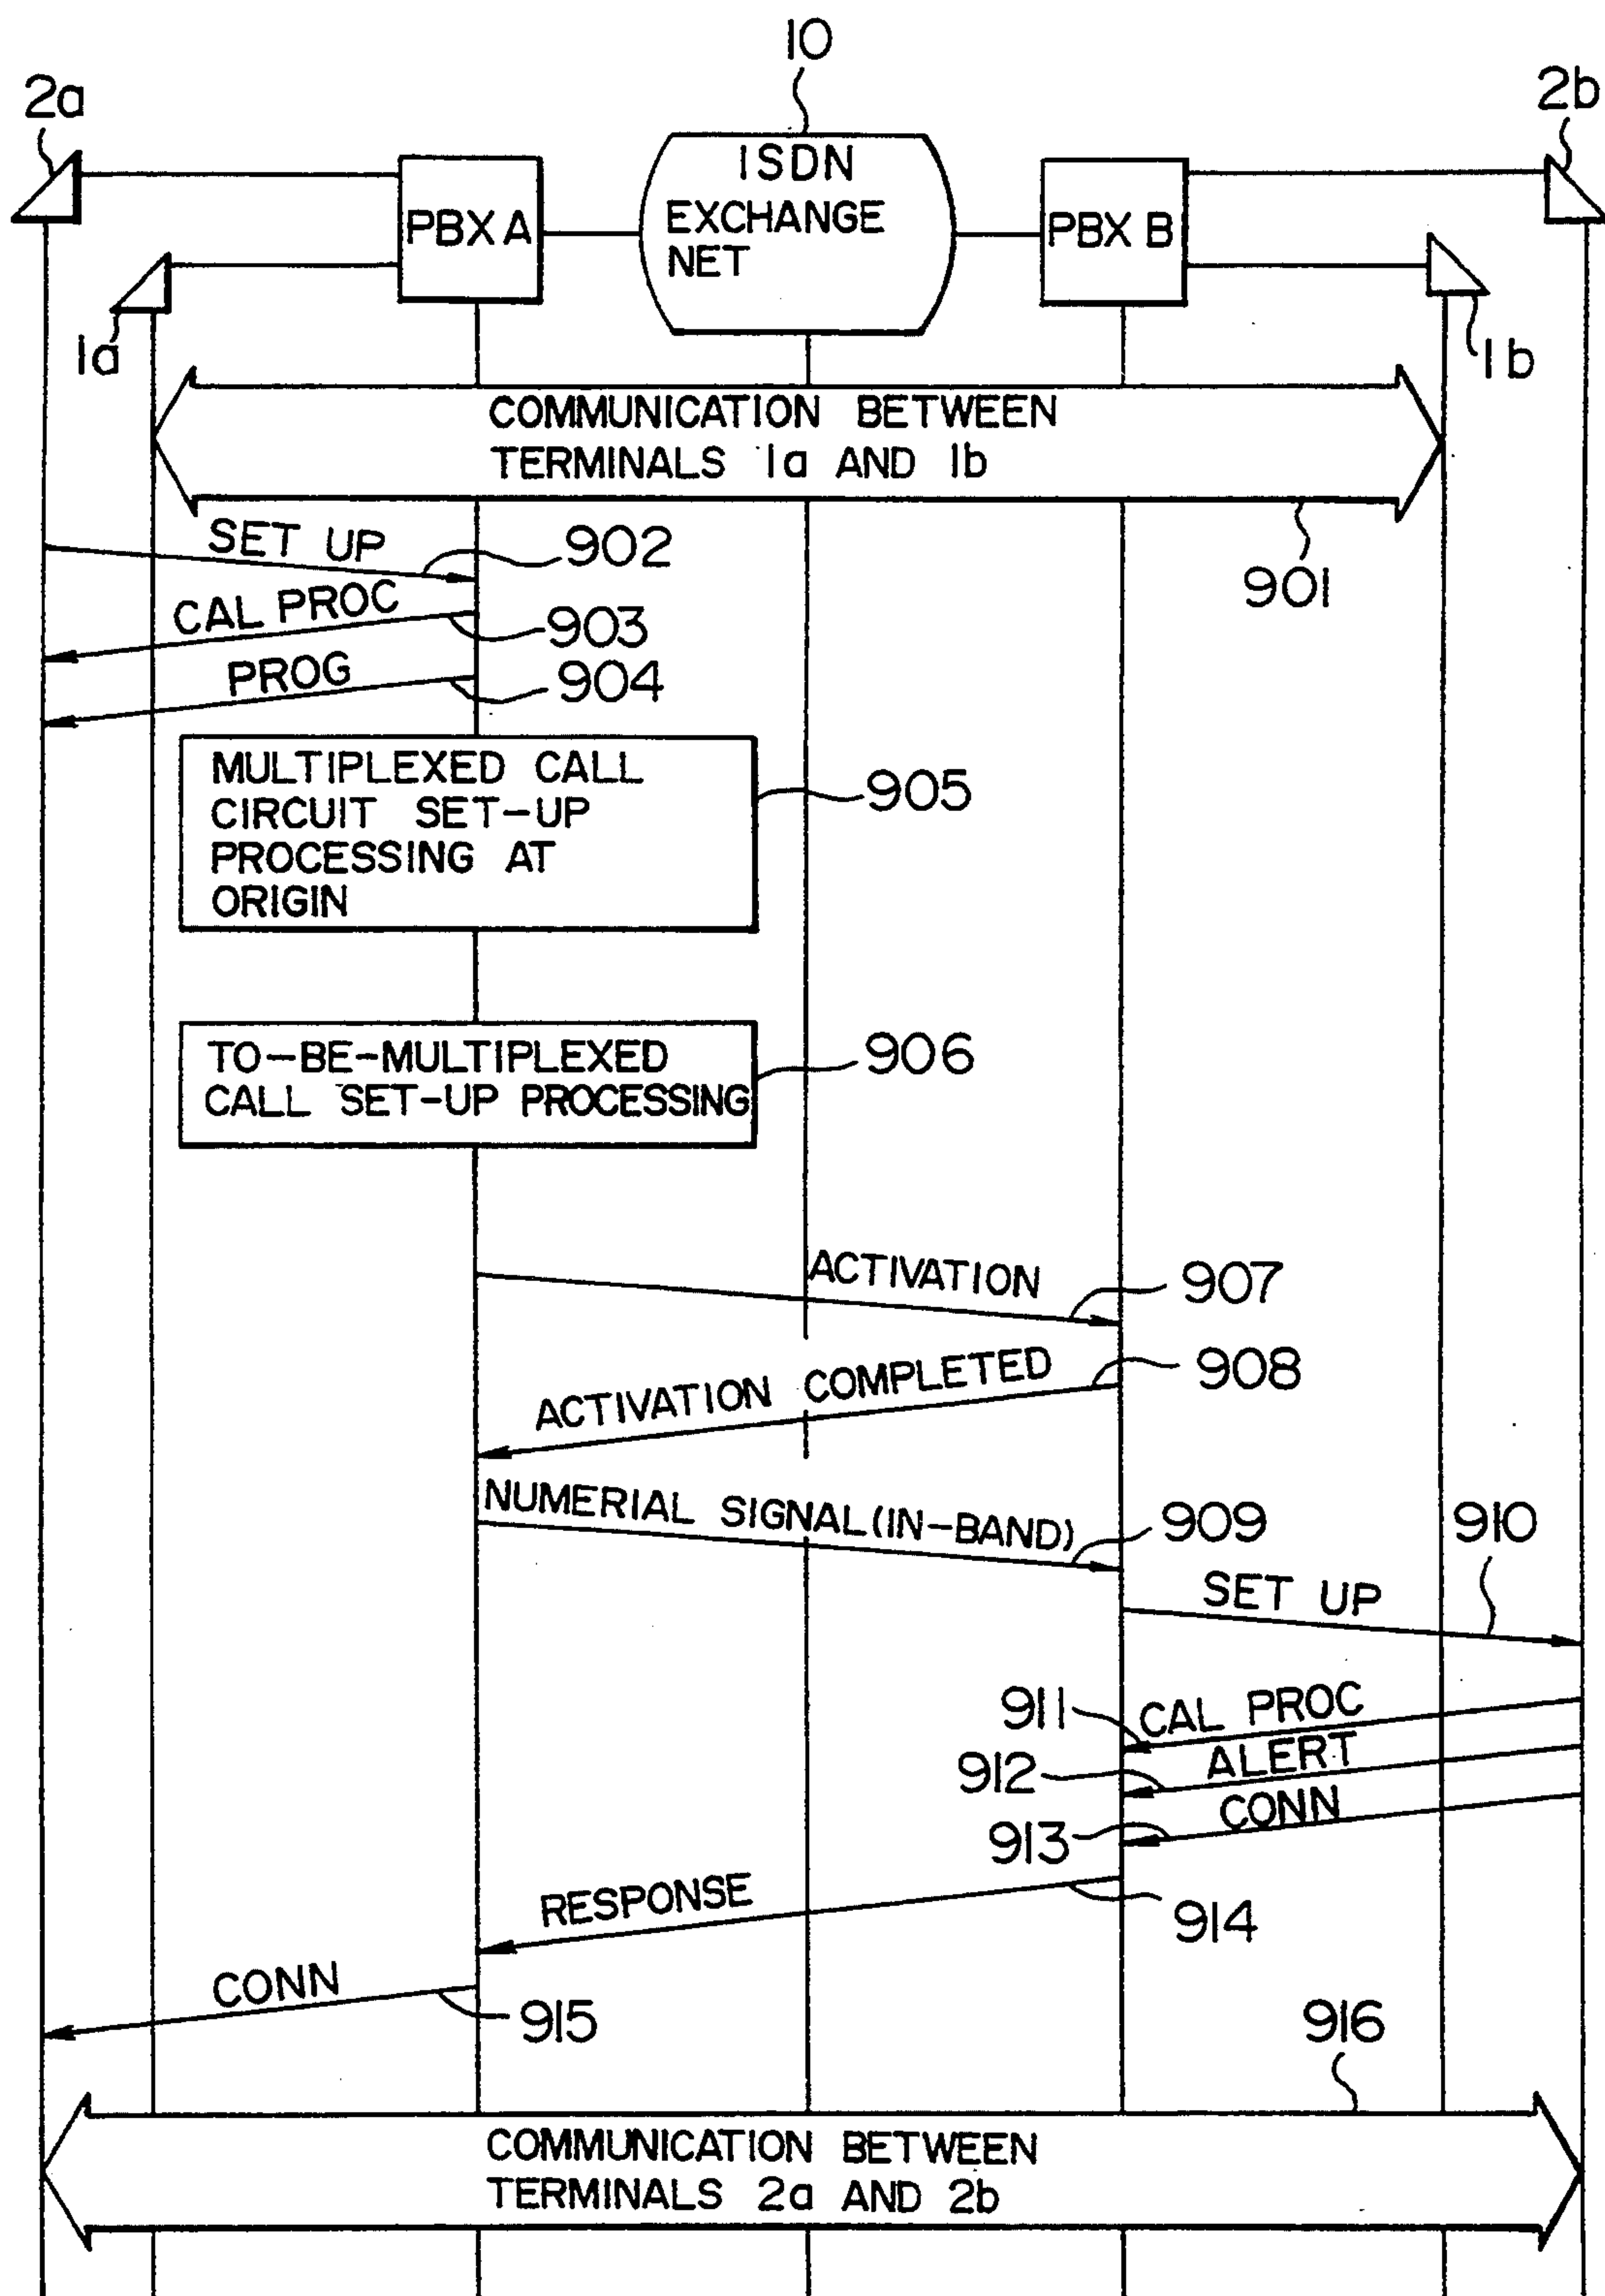 10
2a
2b
ISDN
EXCHANGE
NET
PBX A
PBX B
1a
1b
COMMUNICATION BETWEEN
TERMINALS 1a AND 1b
901
SET UP
902
CAL PROC
903
PROG
904
MULTIPLEXED CALL
CIRCUIT SET-UP
PROCESSING AT
ORIGIN
905
TO-BE-MULTIPLEXED
CALL SET-UP PROCESSING
906
ACTIVATION
907
ACTIVATION COMPLETED
908
NUMERIAL SIGNAL(IN-BAND)
909
910
SET UP
911
CAL PROC
912
ALERT
913
CONN
RESPONSE
914
CONN
915
916
COMMUNICATION BETWEEN
TERMINALS 2a AND 2b